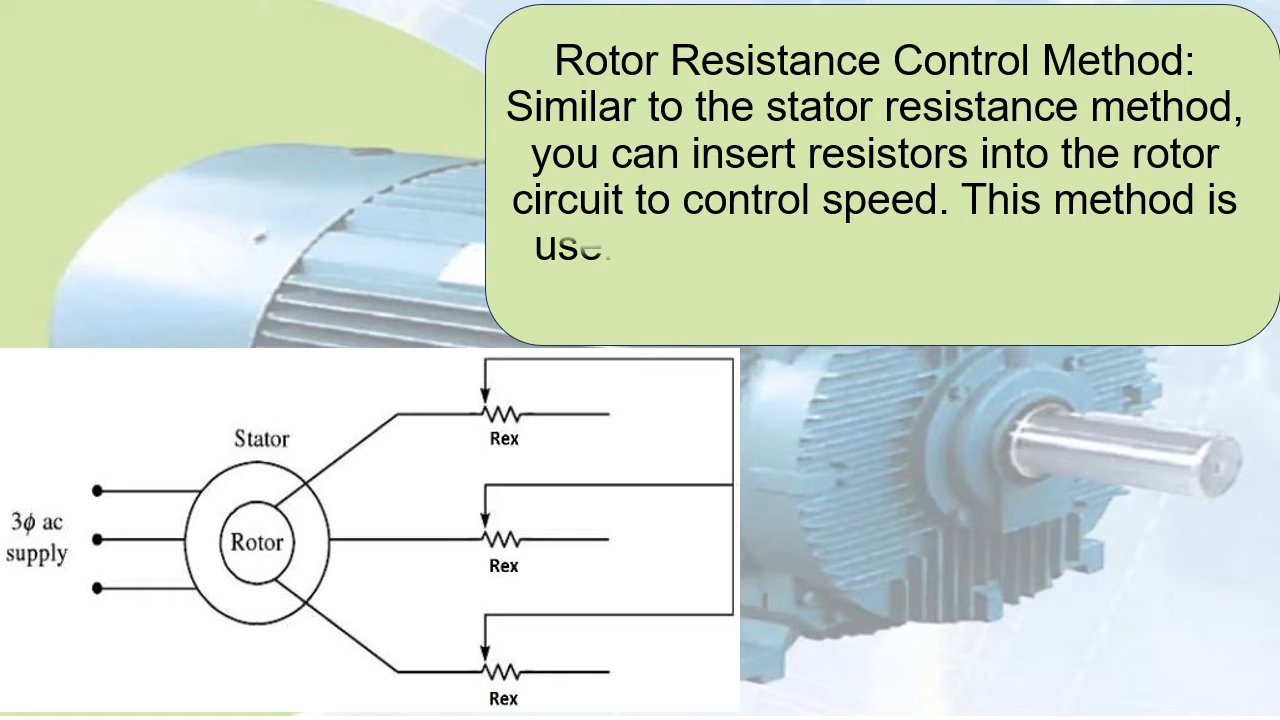 Rotor Resistance Control Method:
Similar to the stator resistance method,
you can insert resistors into the rotor
circuit to control speed. This method is
Stator
3ϕ ac
supply
Rotor
Rex
Rex
Rex